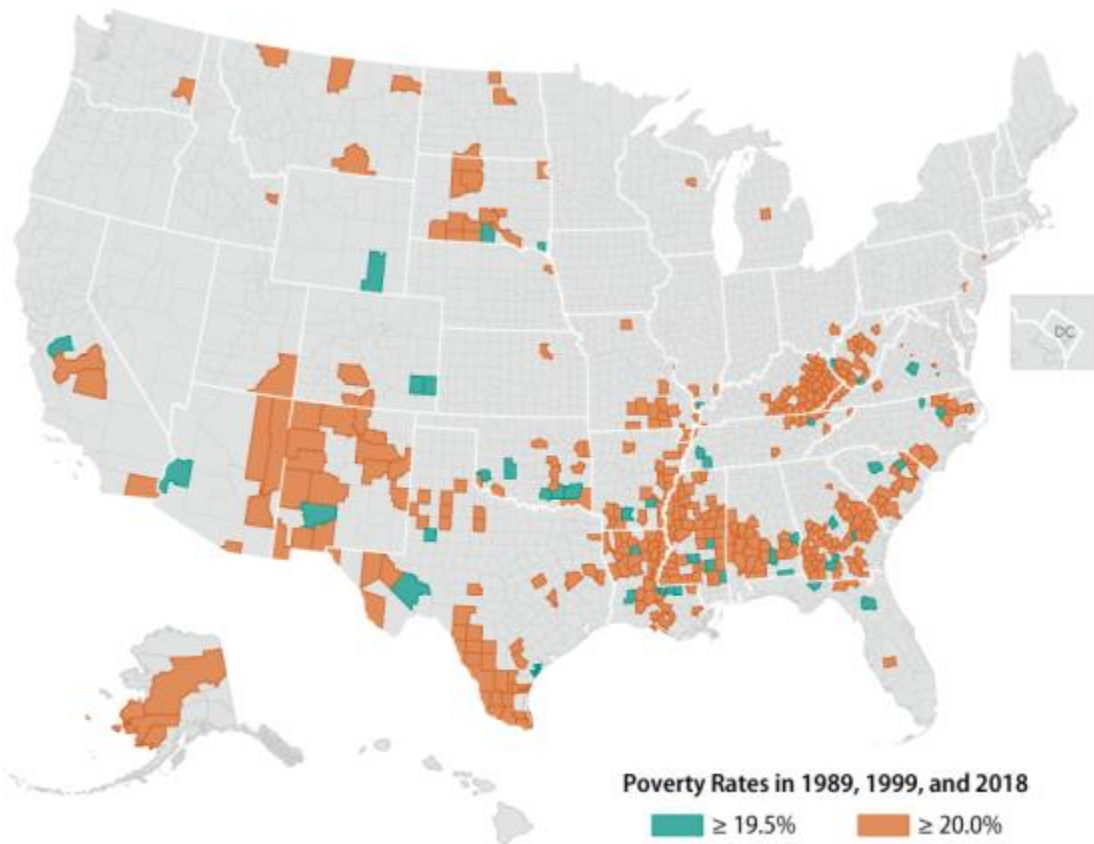 DC
Poverty Rates in 1989, 1999, and 2018
≥ 19.5% ≥ 20.0%